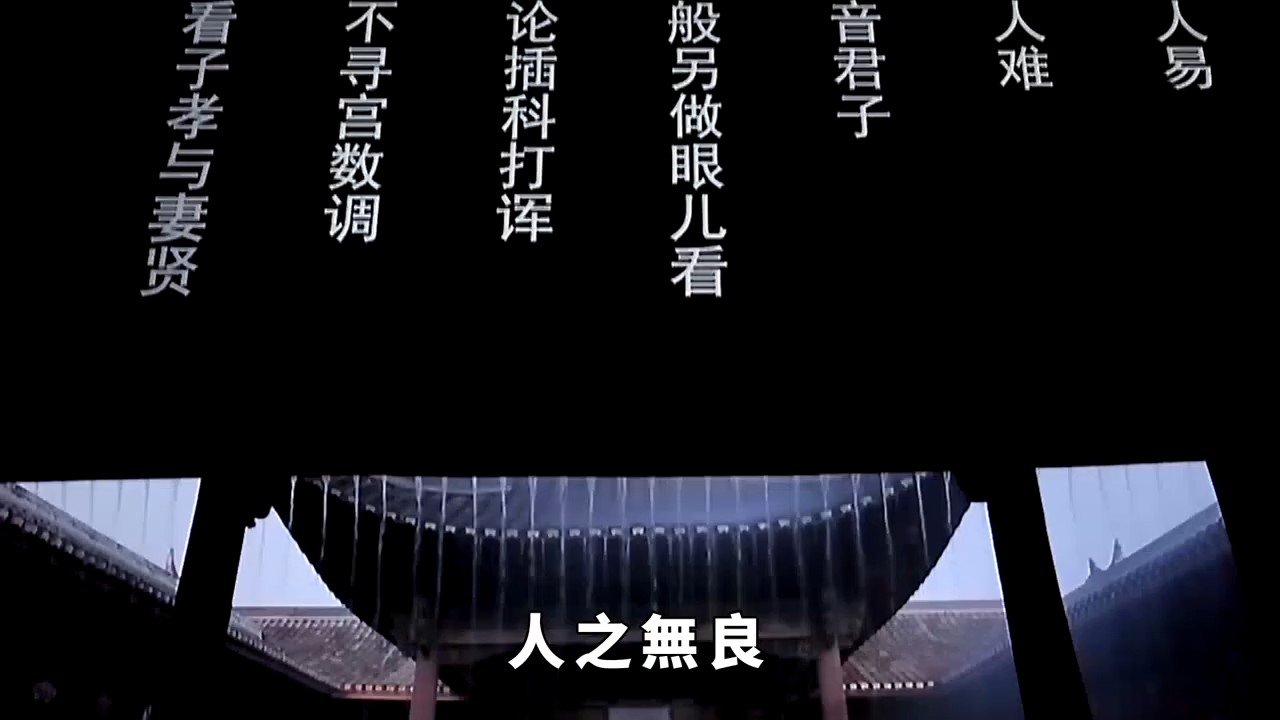 人易
人难
音君子
般另做眼儿看
论插科打诨
不寻宫数调
看子孝与妻贤
人之無良